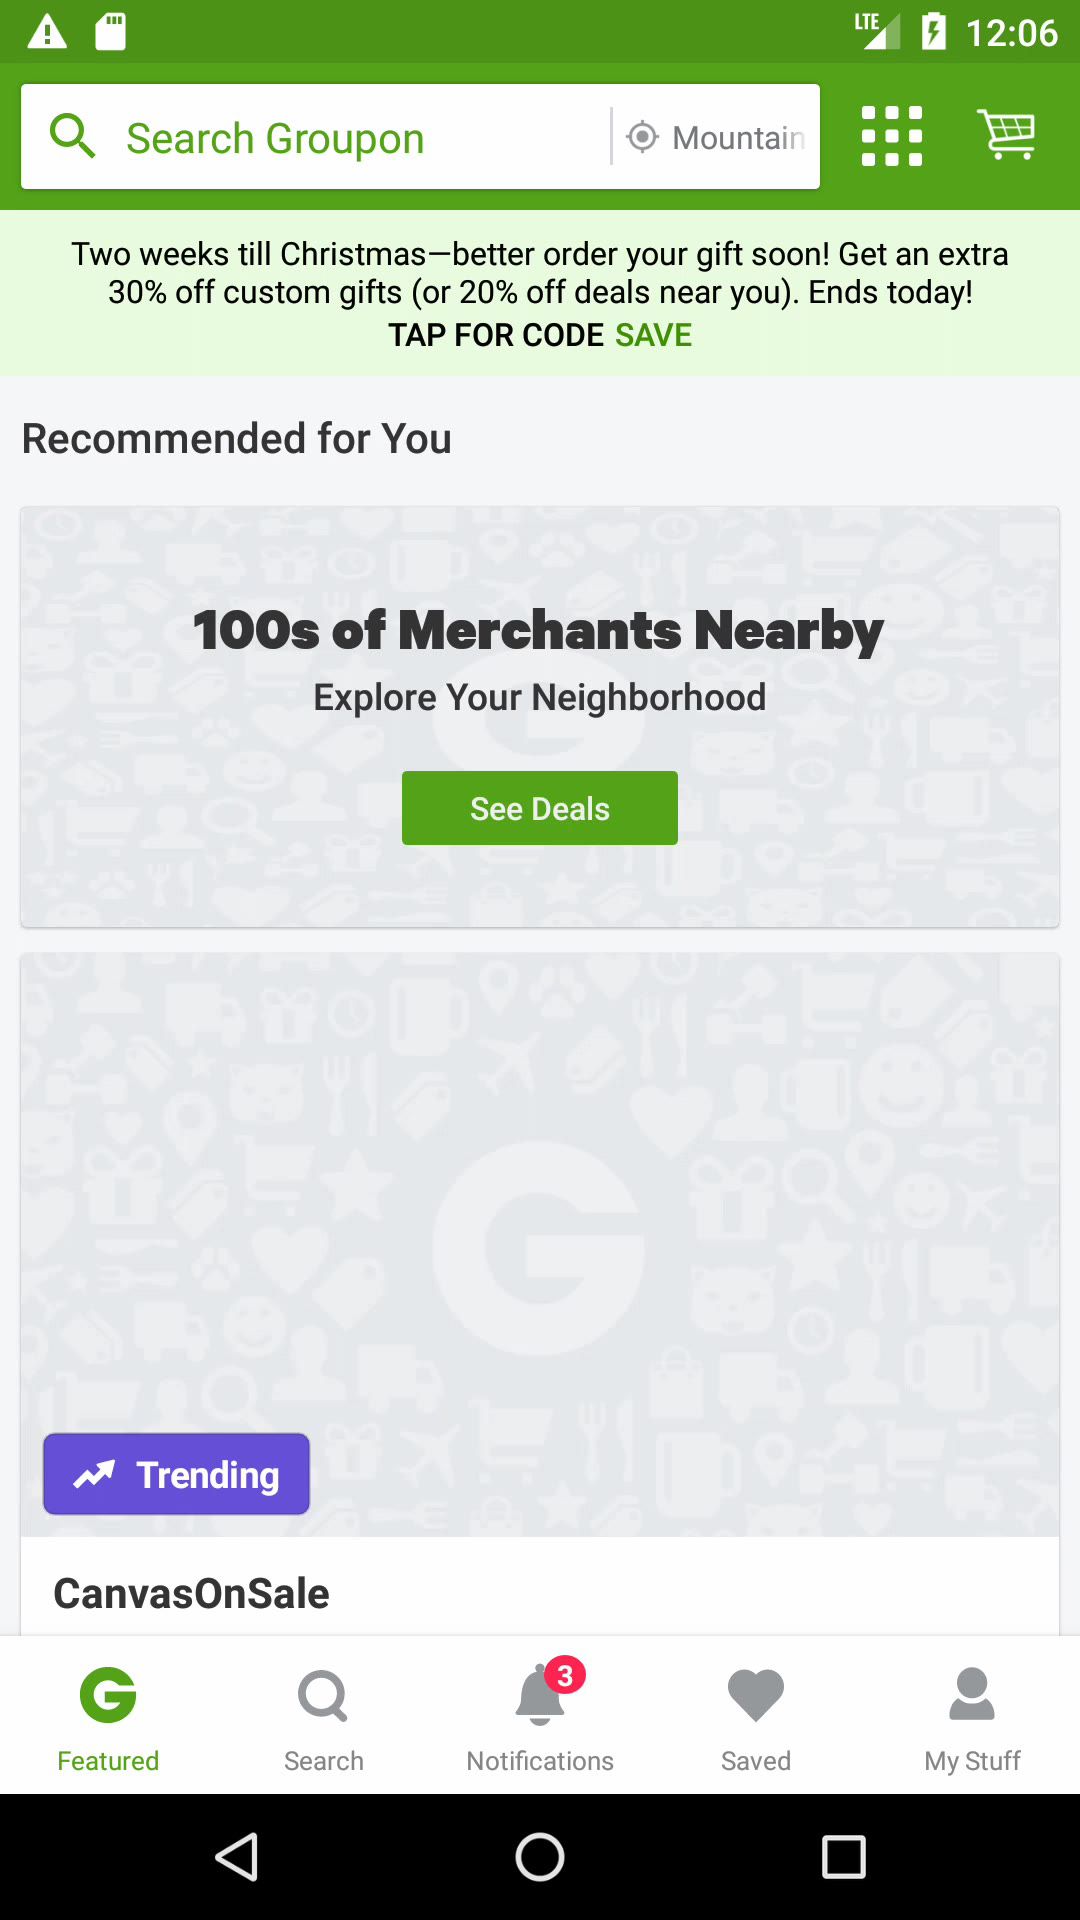 LTE 12:06
Search Groupon Mountain
Two weeks till Christmas—better order your gift soon! Get an extra
30% off custom gifts (or 20% off deals near you). Ends today!
TAP FOR CODE SAVE
Recommended for You
100s of Merchants Nearby
Explore Your Neighborhood
See Deals
Trending
CanvasOnSale
3
Featured Search Notifications Saved My Stuff